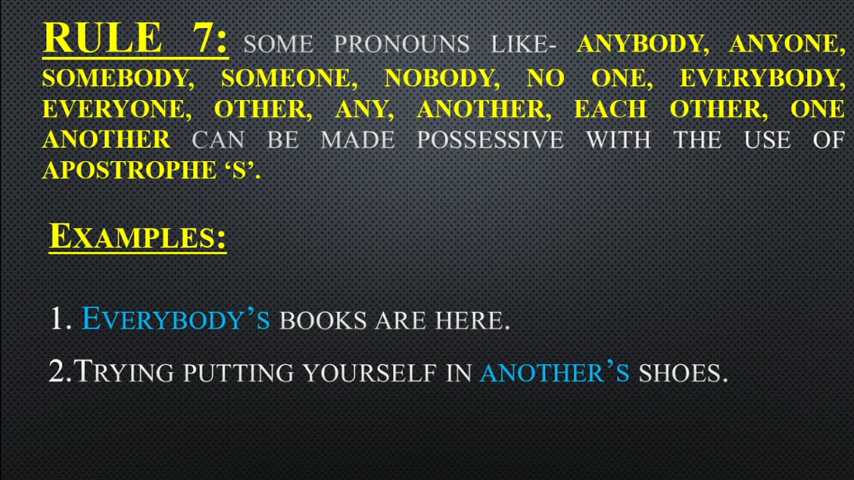 RULE 7: SOME PRONOUNS LIKE- ANYBODY, ANYONE,
SOMEBODY, SOMEONE, NOBODY, NO ONE, EVERYBODY,
EVERYONE, OTHER, ANY, ANOTHER, EACH OTHER, ONE
ANOTHER CAN BE MADE POSSESSIVE WITH THE USE OF
APOSTROPHE ‘S’.
EXAMPLES:
1. EVERYBODY’S BOOKS ARE HERE.
2.TRYING PUTTING YOURSELF IN ANOTHER’S SHOES.